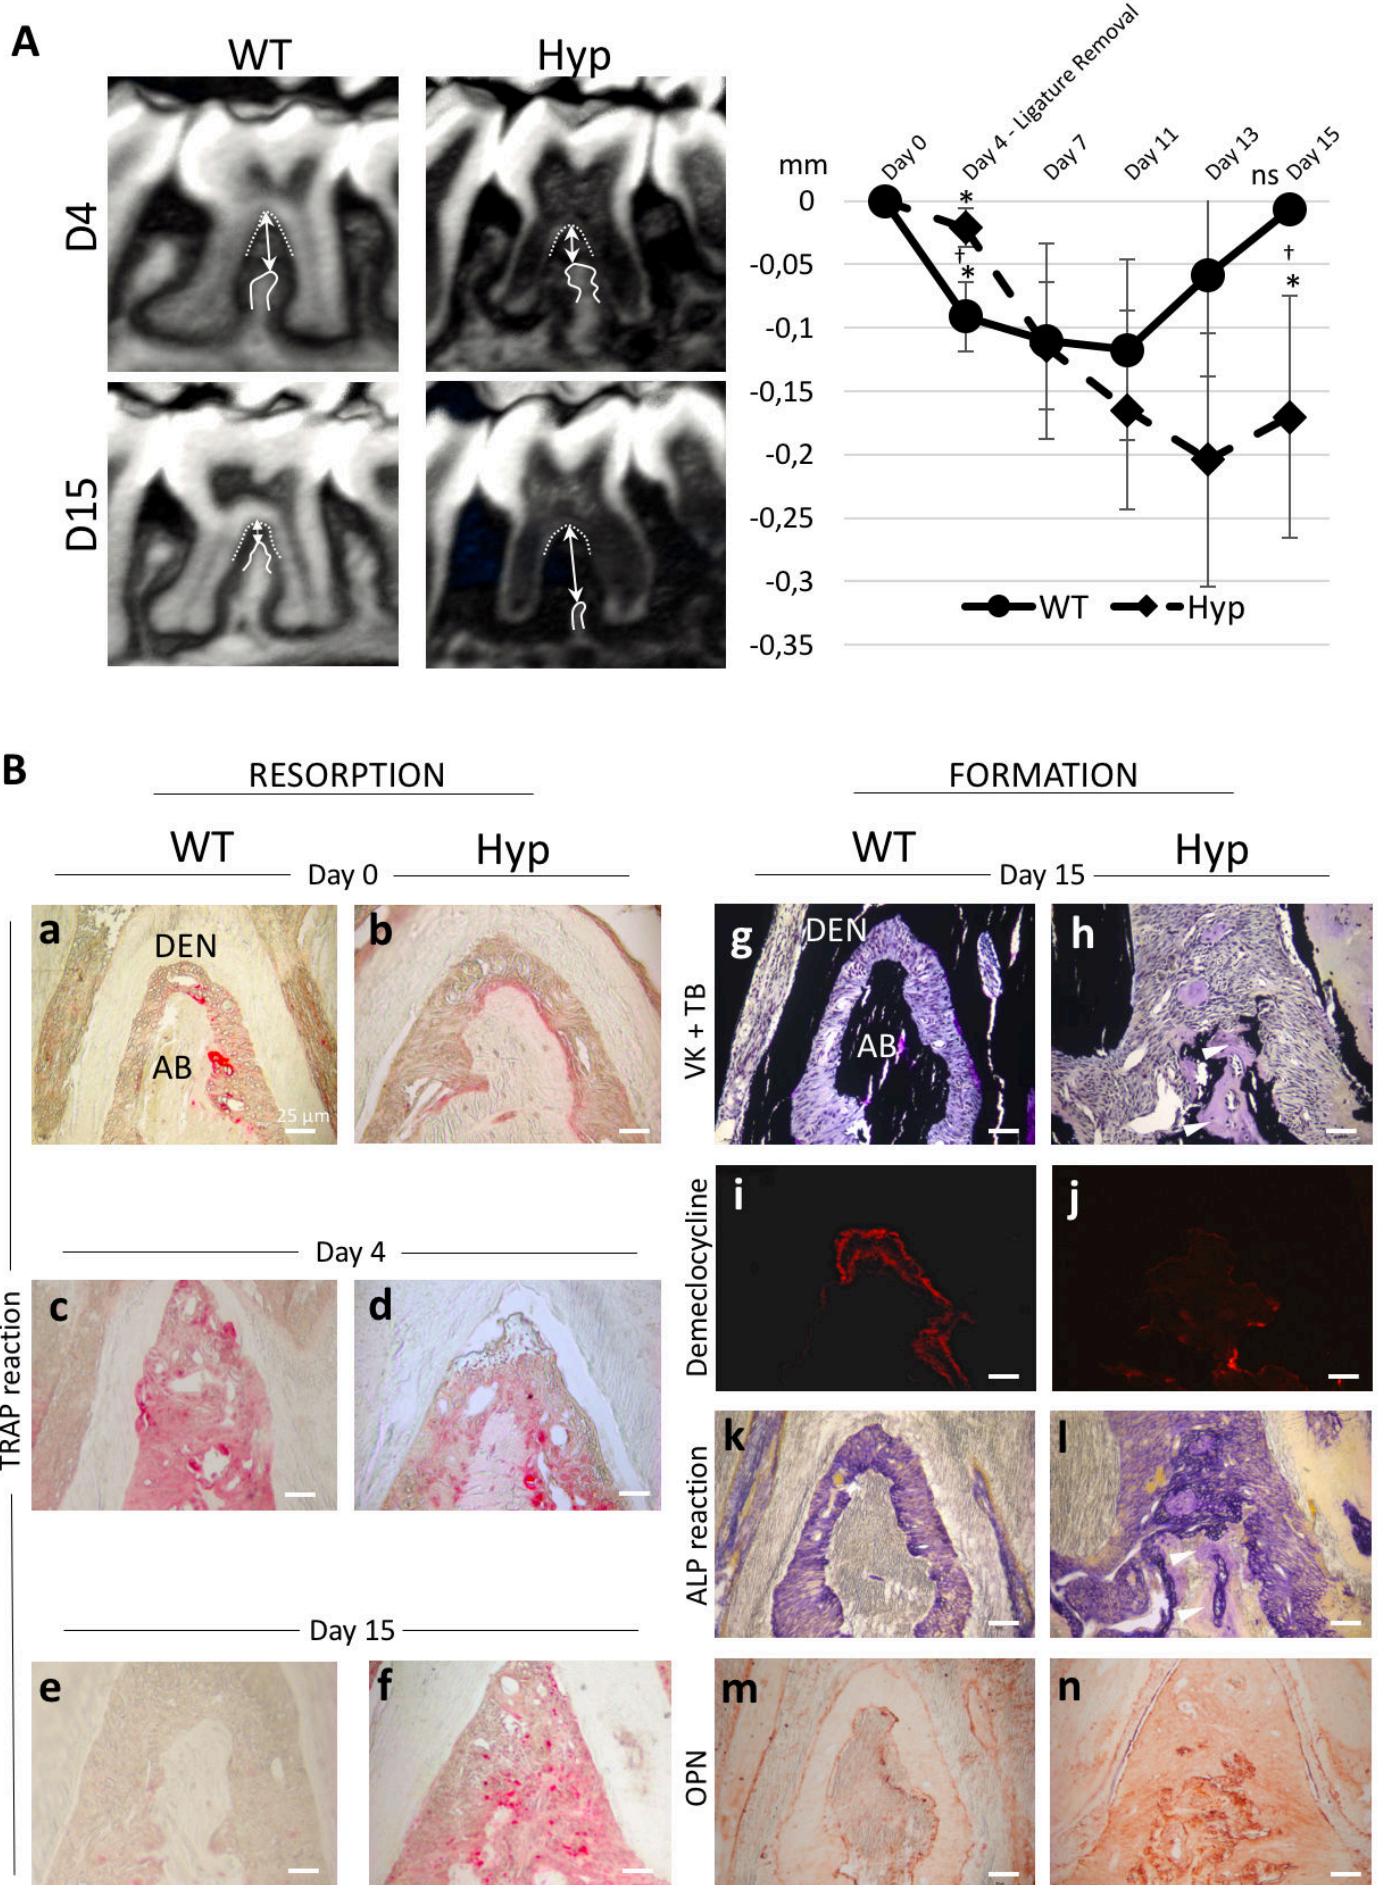 A
WT
Hyp
D4
D15
mm
Day 0
Day 4 - Ligature Removal
Day 7
Day 11
Day 13
Day 15
ns
0
-0,05
-0,1
-0,15
-0,2
-0,25
-0,3
-0,35
*
†
*
†
*
WT
Hyp
B
RESORPTION
WT
Hyp
Day 0
TRAP reaction
a
DEN
AB
25 µm
b
Day 4
c
d
Day 15
e
f
FORMATION
WT
Hyp
Day 15
VK + TB
g
DEN
AB
h
Demeclocycline
i
j
ALP reaction
k
l
OPN
m
n